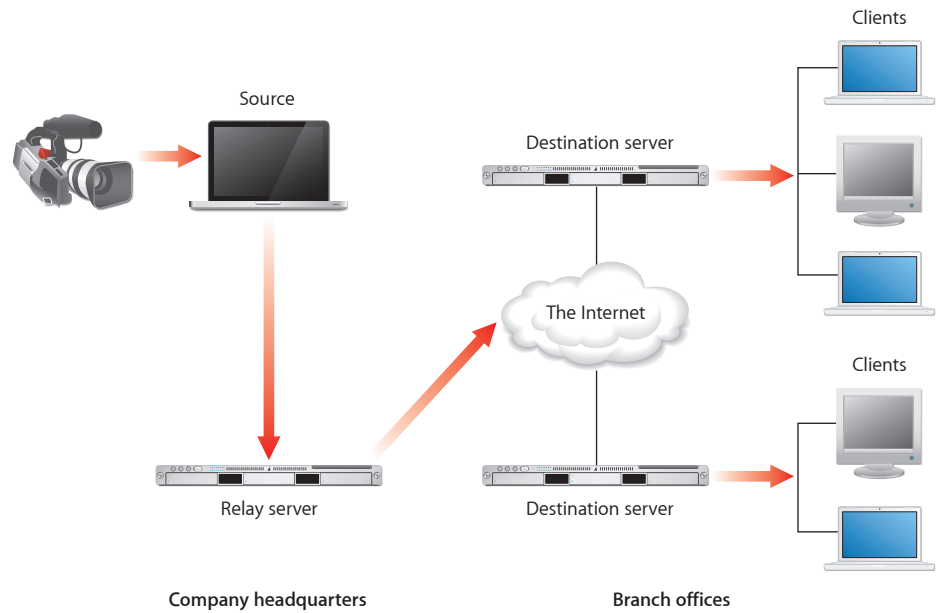 Clients
Source
Destination server
The Internet
Clients
Relay server
Destination server
Company headquarters
Branch offices